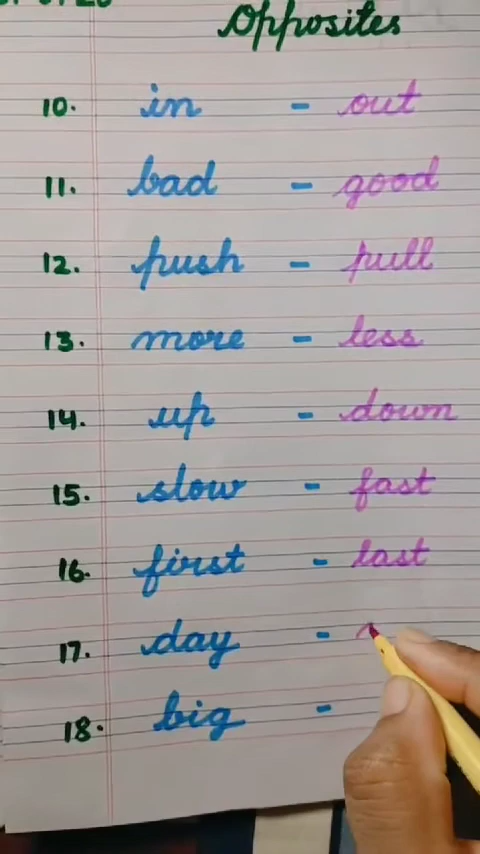 Opposites
10. in - out
11. bad - good
12. push - pull
13. more - less
14. up - down
15. slow - fast
16. first - last
17. day -
18. big -